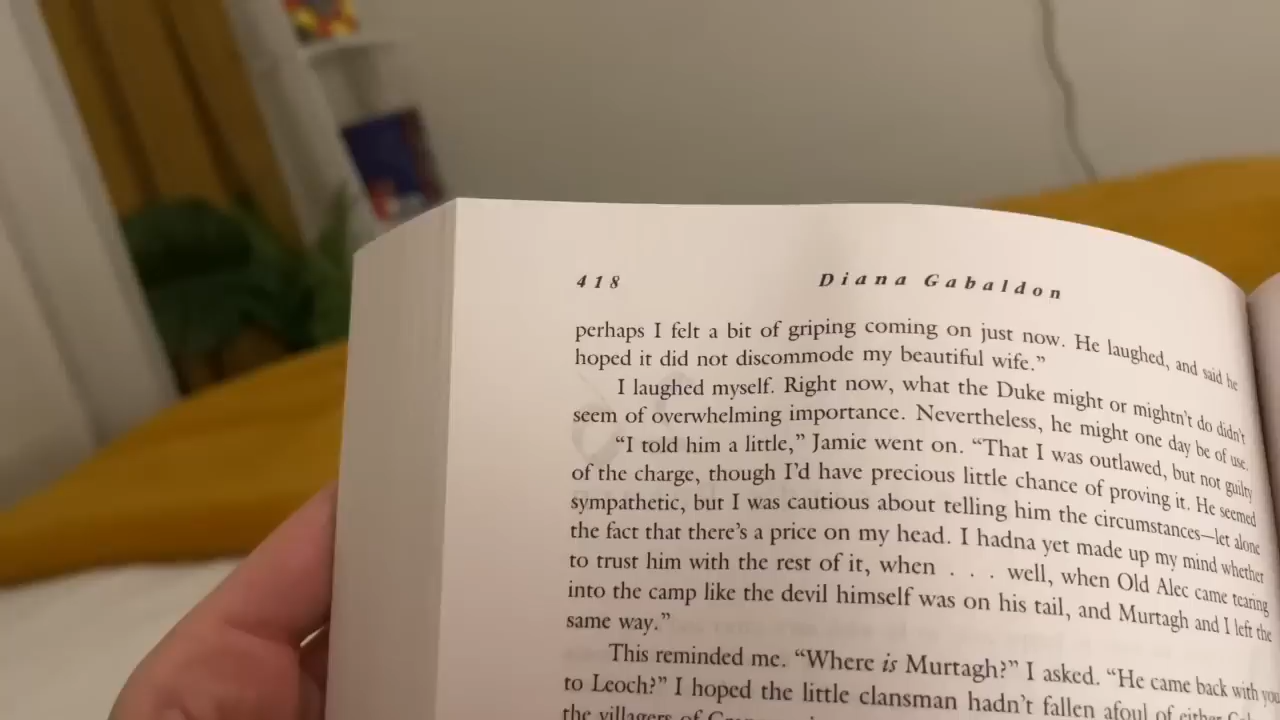 418
Diana Gabaldon
perhaps I felt a bit of griping coming on just now. He laughed, and said he
hoped it did not discommode my beautiful wife.”
I laughed myself. Right now, what the Duke might or mightn’t do didn’t
seem of overwhelming importance. Nevertheless, he might one day be of use.
“I told him a little,” Jamie went on. “That I was outlawed, but not guilty
of the charge, though I’d have precious little chance of proving it. He seemed
sympathetic, but I was cautious about telling him the circumstances—let alone
the fact that there’s a price on my head. I hadna yet made up my mind whether
to trust him with the rest of it, when . . . well, when Old Alec came tearing
into the camp like the devil himself was on his tail, and Murtagh and I left the
same way.”
This reminded me. “Where is Murtagh?” I asked. “He came back with you
to Leoch?” I hoped the little clansman hadn’t fallen afoul of either
the villagers of